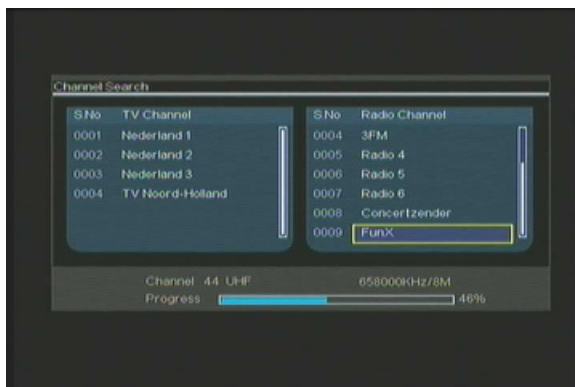 Channel Search
S.No TV Channel
0001 Nederland 1
0002 Nederland 2
0003 Nederland 3
0004 TV Noord-Holland
S.No Radio Channel
0004 3FM
0005 Radio 4
0006 Radio 5
0007 Radio 6
0008 Concertzender
0009 FunX
Channel 44 UHF 658000KHz/8M
Progress 46%